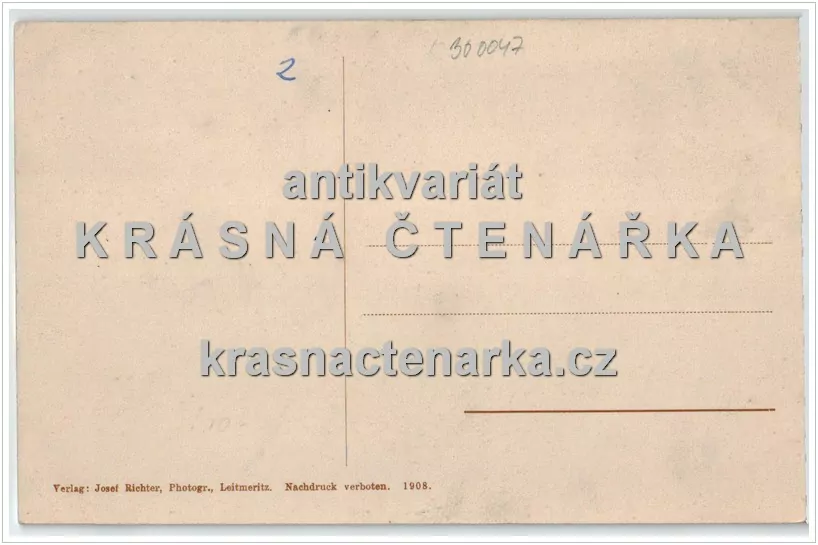 300047
2
antikvariát
KRÁSNÁ ČTENÁŘKA
krasnactenarka.cz
Verlag: Josef Richter, Photogr., Leitmeritz. Nachdruck verboten. 1908.